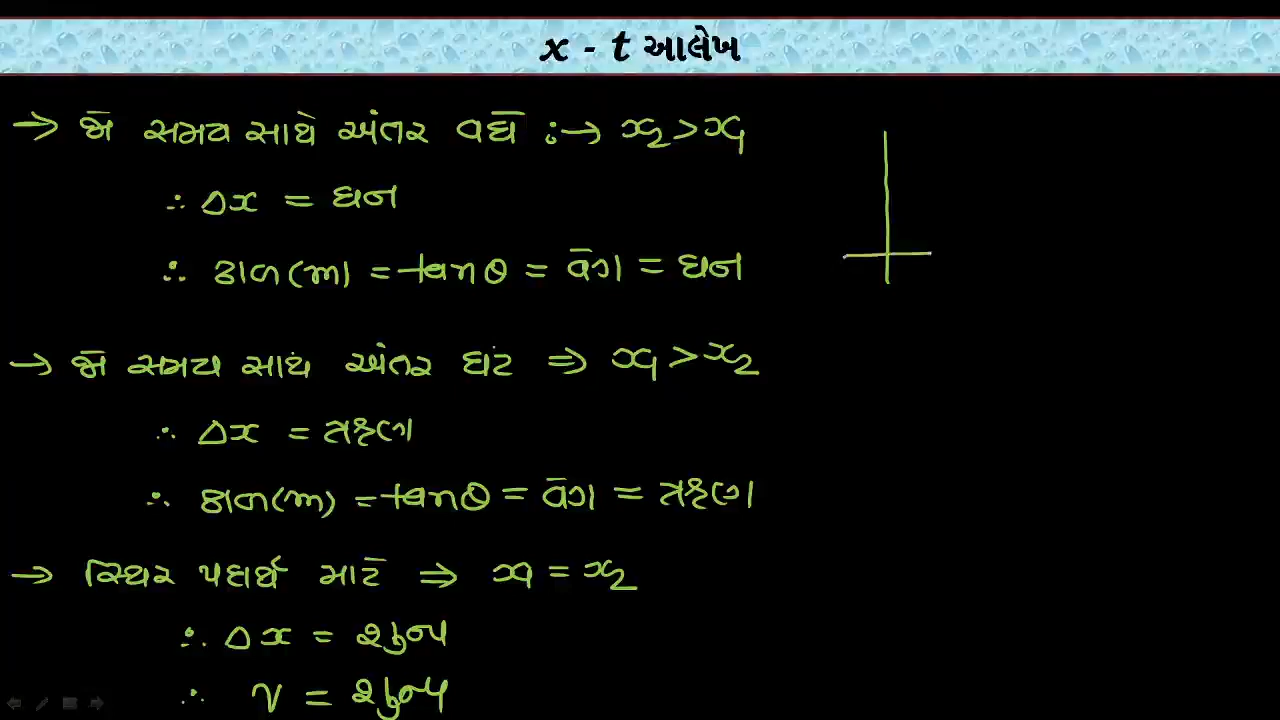 x - t આલેખ
→ જો સમય સાથે અંતર વધે :→ x₂ > x₁
∴ Δx = ધન
∴ ઢાળ(m) = tanθ = વેગ = ધન
→ જો સમય સાથે અંતર ઘટે ⇒ x₁ > x₂
∴ Δx = ઋણ
∴ ઢાળ(m) = tanθ = વેગ = ઋણ
→ સ્થિર પદાર્થ માટે ⇒ x₁ = x₂
∴ Δx = શૂન્ય
∴ v = શૂન્ય